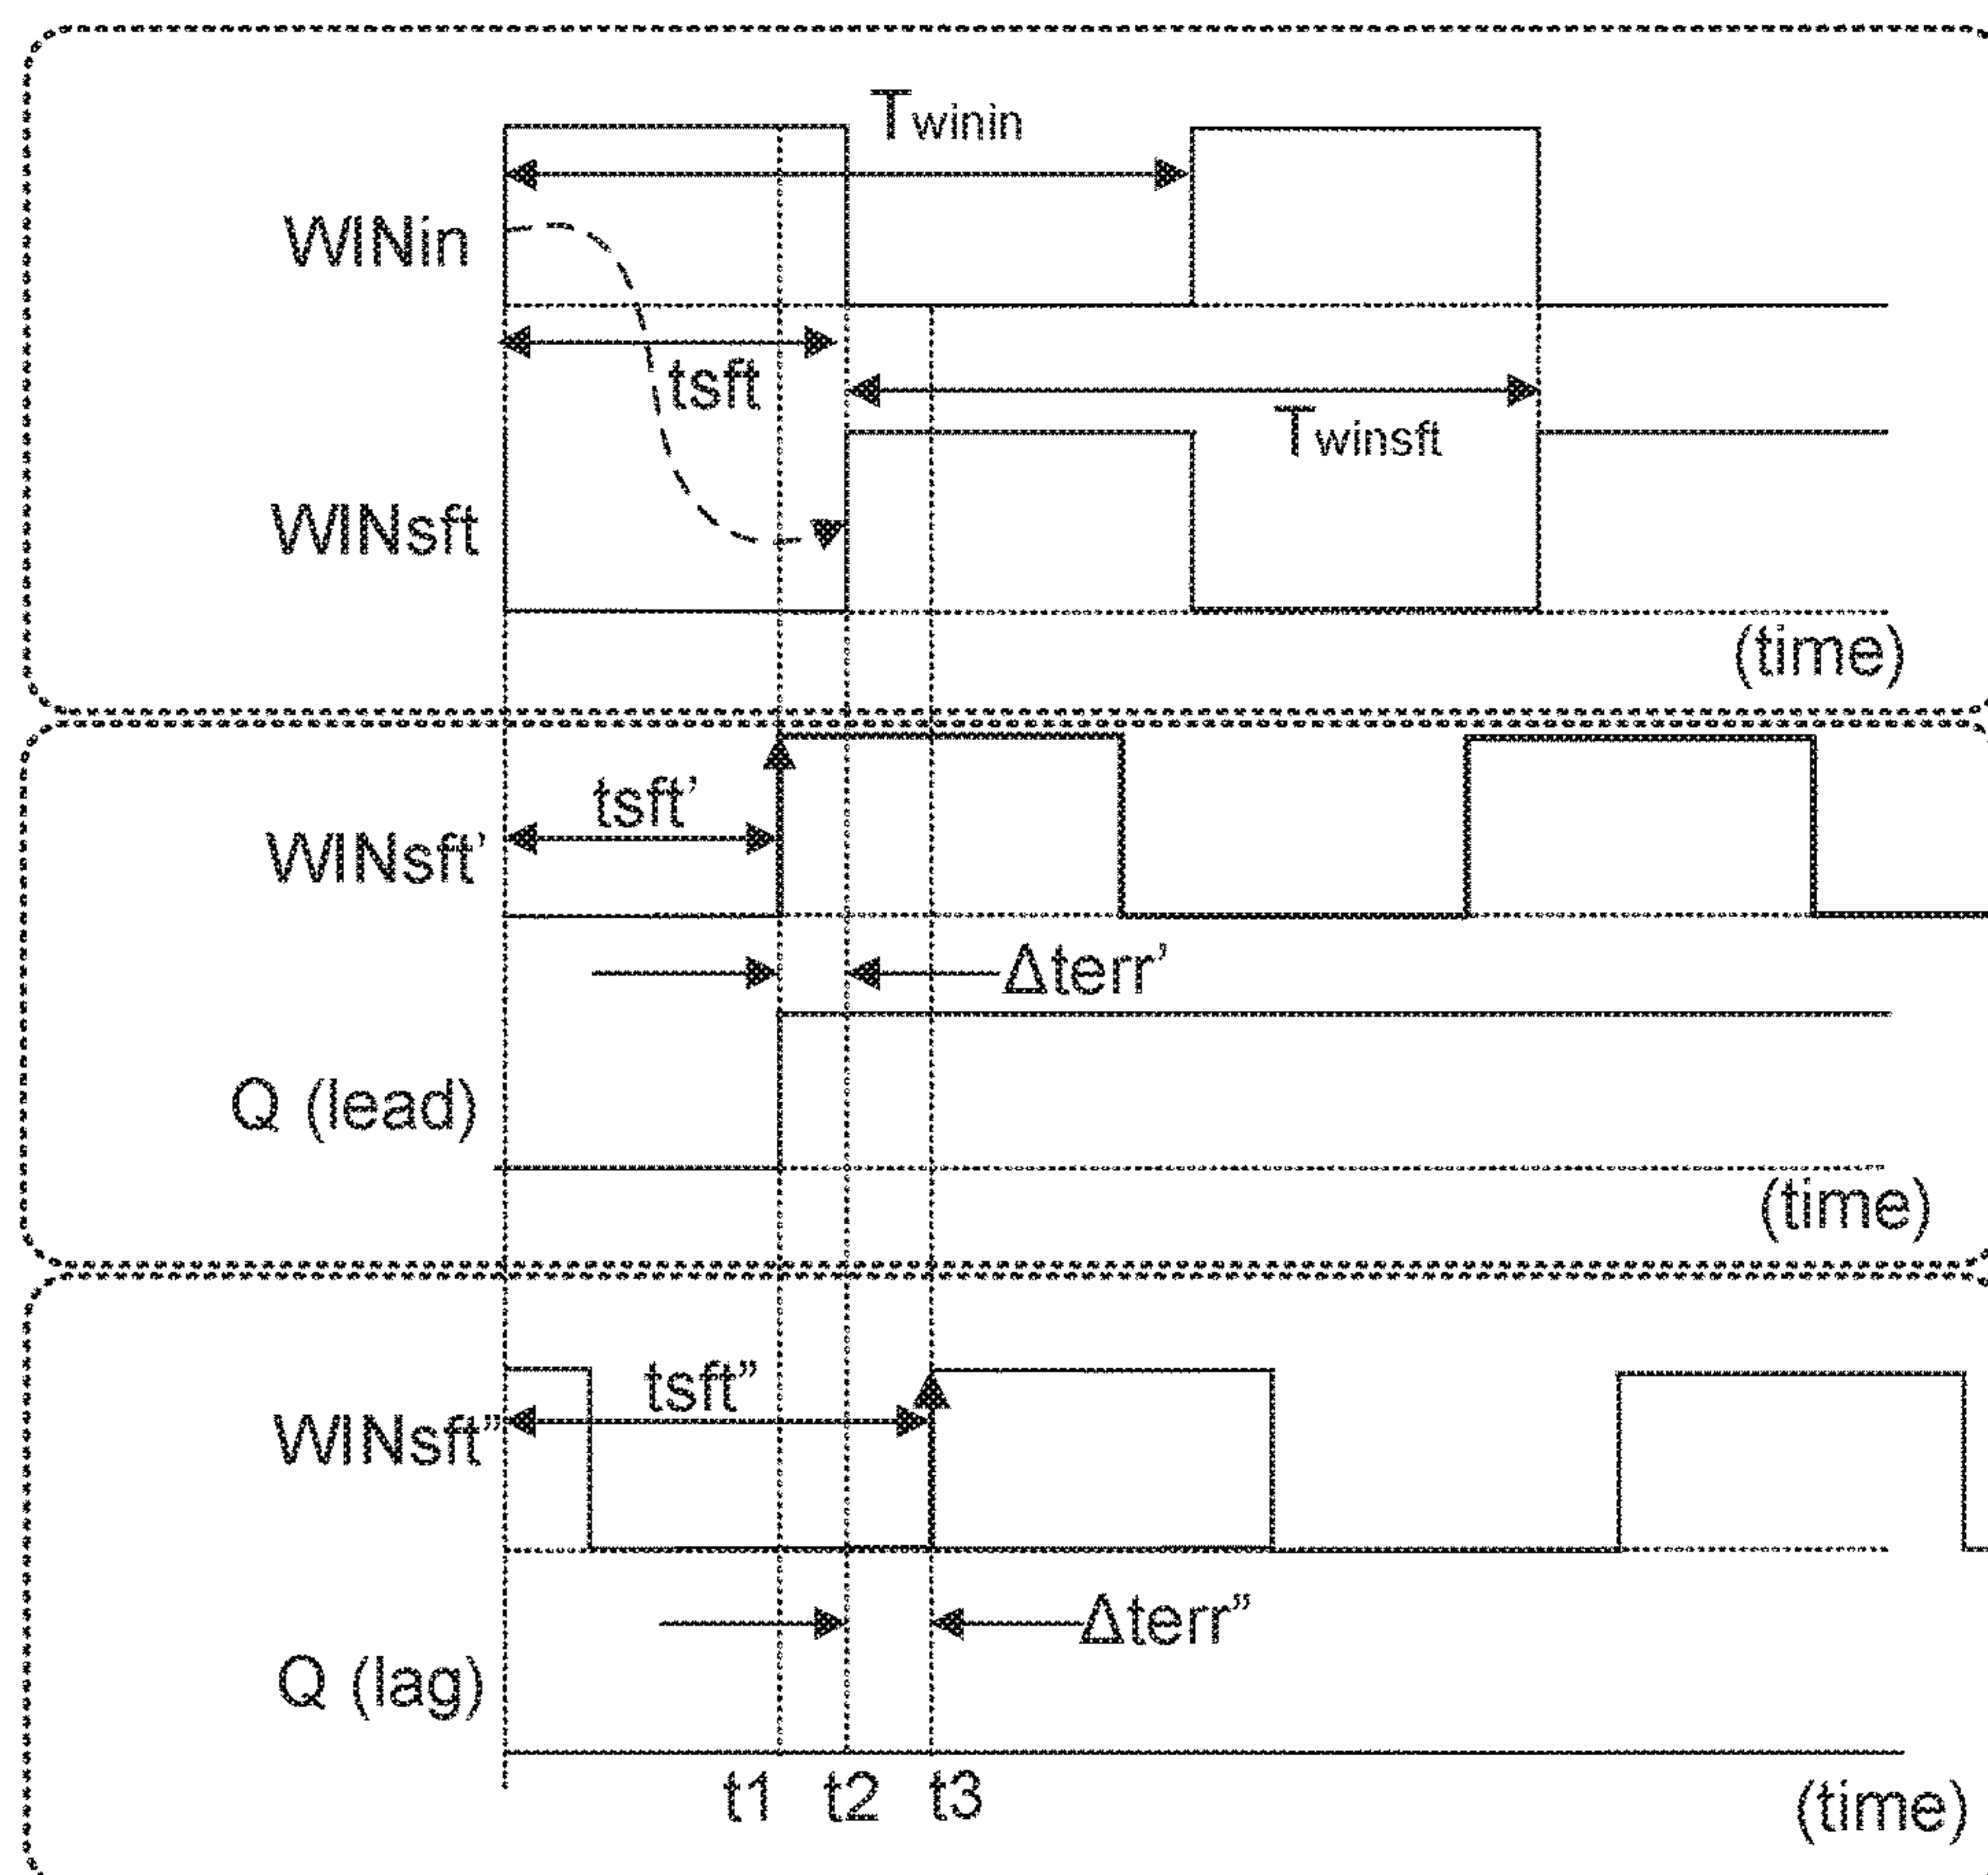 Twinin
WINin
tsft
Twinsft
WINsft
(time)
tsft’
WINsft’
Δterr’
Q (lead)
(time)
tsft”
WINsft”
Δterr”
Q (lag)
t1 t2 t3
(time)